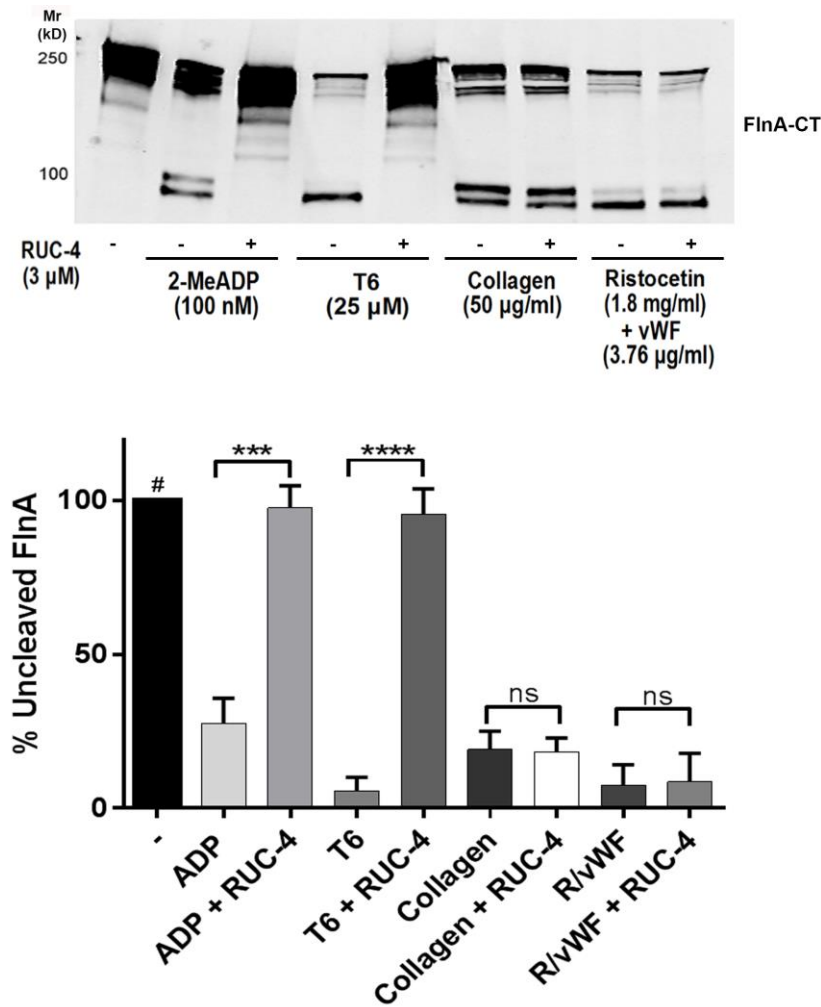 Mr
(kD)
250
100
FlnA-CT
RUC-4
(3 µM)
- - + - + - + - +
2-MeADP
(100 nM)
T6
(25 µM)
Collagen
(50 µg/ml)
Ristocetin
(1.8 mg/ml)
+ vWF
(3.76 µg/ml)
% Uncleaved FlnA
100
50
0
#
***
****
ns
ns
-
ADP
ADP + RUC-4
T6
T6 + RUC-4
Collagen
Collagen + RUC-4
R/vWF
R/vWF + RUC-4